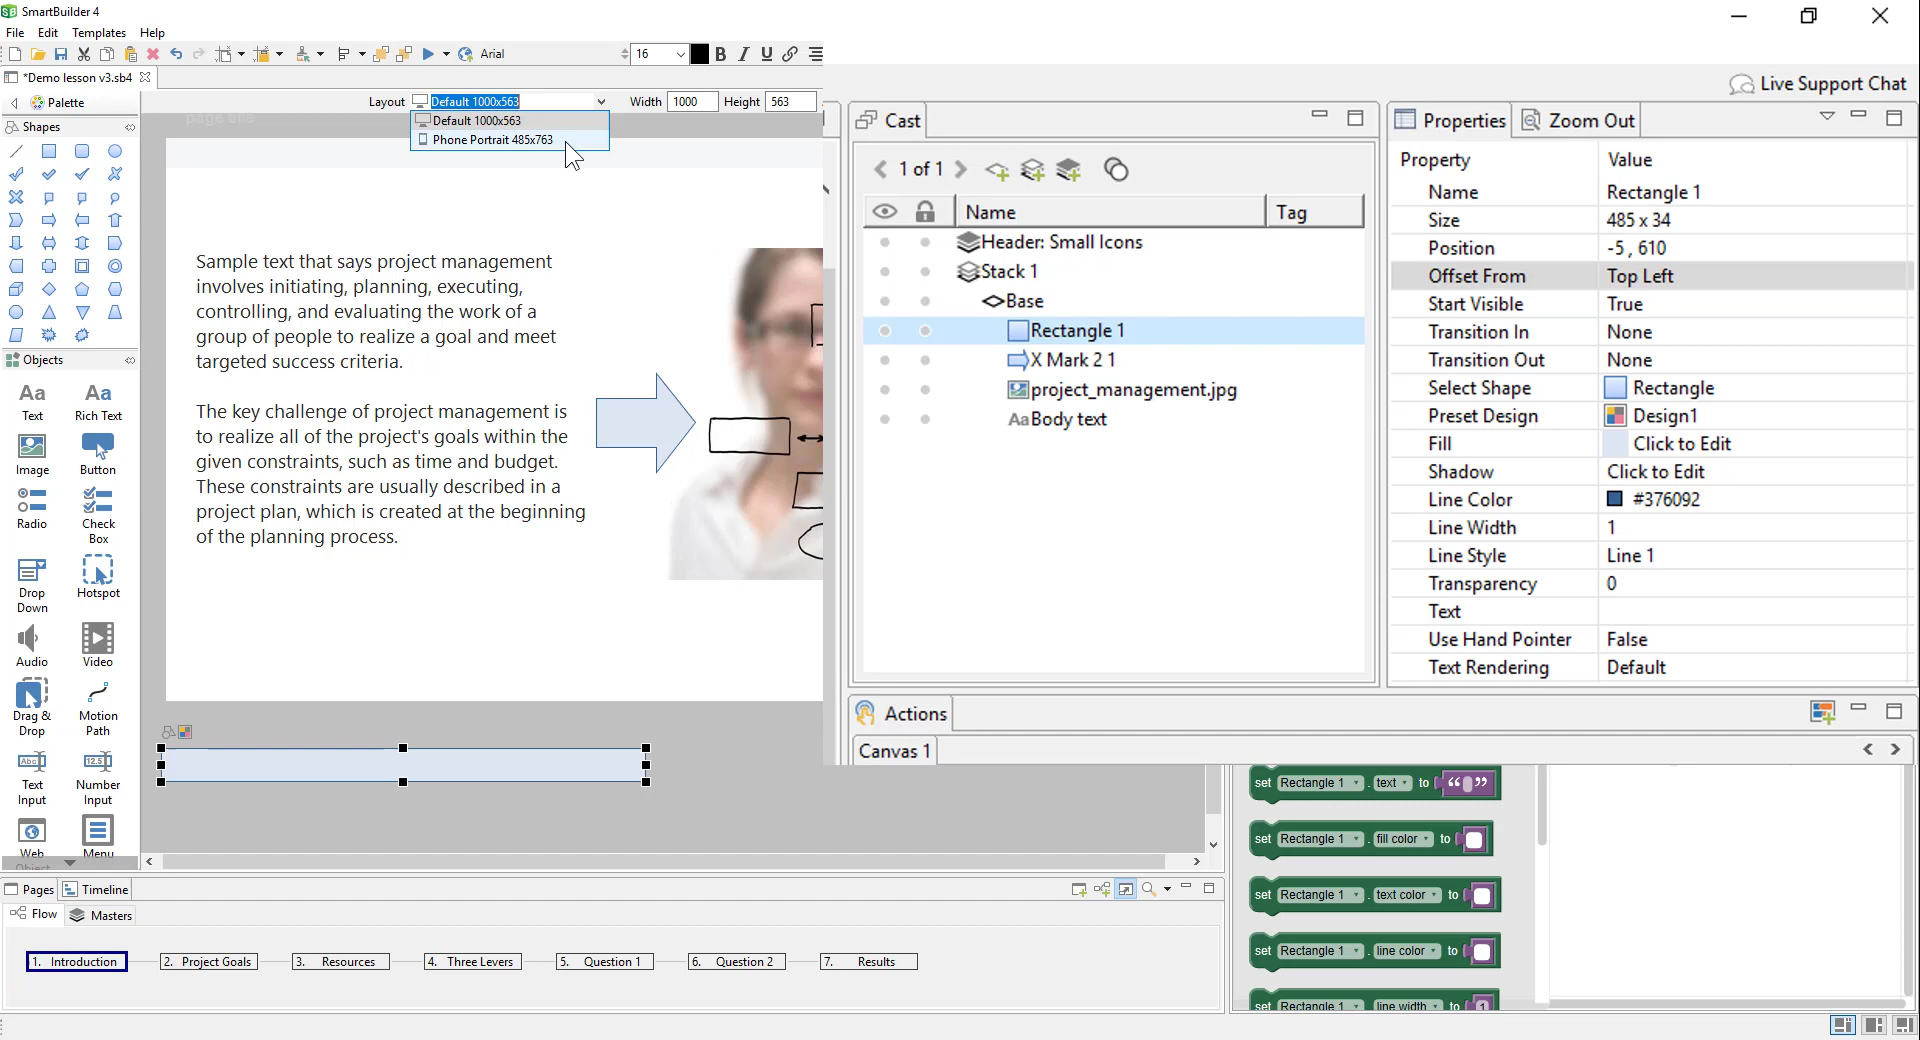 SmartBuilder 4
File Edit Templates Help
Arial 16 B I U
*Demo lesson v3.sb4
Live Support Chat
Palette
Layout Default 1000x563 Width 1000 Height 563
page title
Default 1000x563
Phone Portrait 485x763
Shapes
Objects
Aa Aa
Text Rich Text
Image Button
Radio Check Box
Drop Down Hotspot
Audio Video
Drag & Drop Motion Path
Abc 12.5
Text Input Number Input
Web Menu
Object
Sample text that says project management
involves initiating, planning, executing,
controlling, and evaluating the work of a
group of people to realize a goal and meet
targeted success criteria.
The key challenge of project management is
to realize all of the project's goals within the
given constraints, such as time and budget.
These constraints are usually described in a
project plan, which is created at the beginning
of the planning process.
Cast
1 of 1
Name Tag
Header: Small Icons
Stack 1
Base
Rectangle 1
X Mark 2 1
project_management.jpg
Aa Body text
Properties Zoom Out
Property Value
Name Rectangle 1
Size 485 x 34
Position -5 , 610
Offset From Top Left
Start Visible True
Transition In None
Transition Out None
Select Shape Rectangle
Preset Design Design1
Fill Click to Edit
Shadow Click to Edit
Line Color #376092
Line Width 1
Line Style Line 1
Transparency 0
Text
Use Hand Pointer False
Text Rendering Default
Actions
Canvas 1
set Rectangle 1 . text to “ ”
set Rectangle 1 . fill color to
set Rectangle 1 . text color to
set Rectangle 1 . line color to
set Rectangle 1 . line width to 1
Pages Timeline
Flow Masters
1. Introduction
2. Project Goals
3. Resources
4. Three Levers
5. Question 1
6. Question 2
7. Results